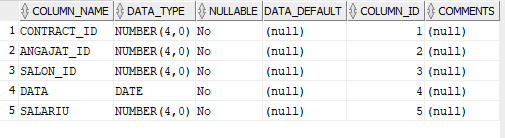 COLUMN_NAME DATA_TYPE NULLABLE DATA_DEFAULT COLUMN_ID COMMENTS
1 CONTRACT_ID NUMBER(4,0) No (null) 1 (null)
2 ANGAJAT_ID NUMBER(4,0) No (null) 2 (null)
3 SALON_ID NUMBER(4,0) No (null) 3 (null)
4 DATA DATE No (null) 4 (null)
5 SALARIU NUMBER(4,0) No (null) 5 (null)